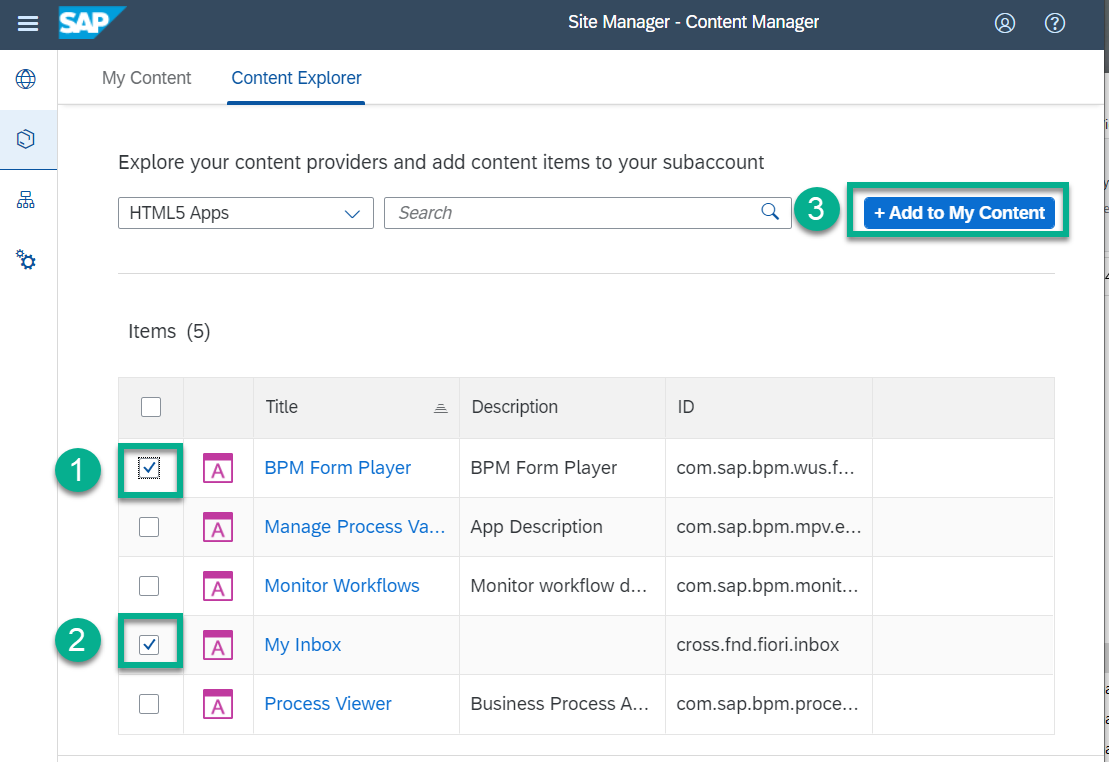 SAP Site Manager - Content Manager
My Content Content Explorer
Explore your content providers and add content items to your subaccount
HTML5 Apps Search 3 + Add to My Content
Items (5)
Title Description ID
1 A BPM Form Player BPM Form Player com.sap.bpm.wus.f...
A Manage Process Va... App Description com.sap.bpm.mpv.e...
A Monitor Workflows Monitor workflow d... com.sap.bpm.monit...
2 A My Inbox cross.fnd.fiori.inbox
A Process Viewer Business Process A... com.sap.bpm.proce...